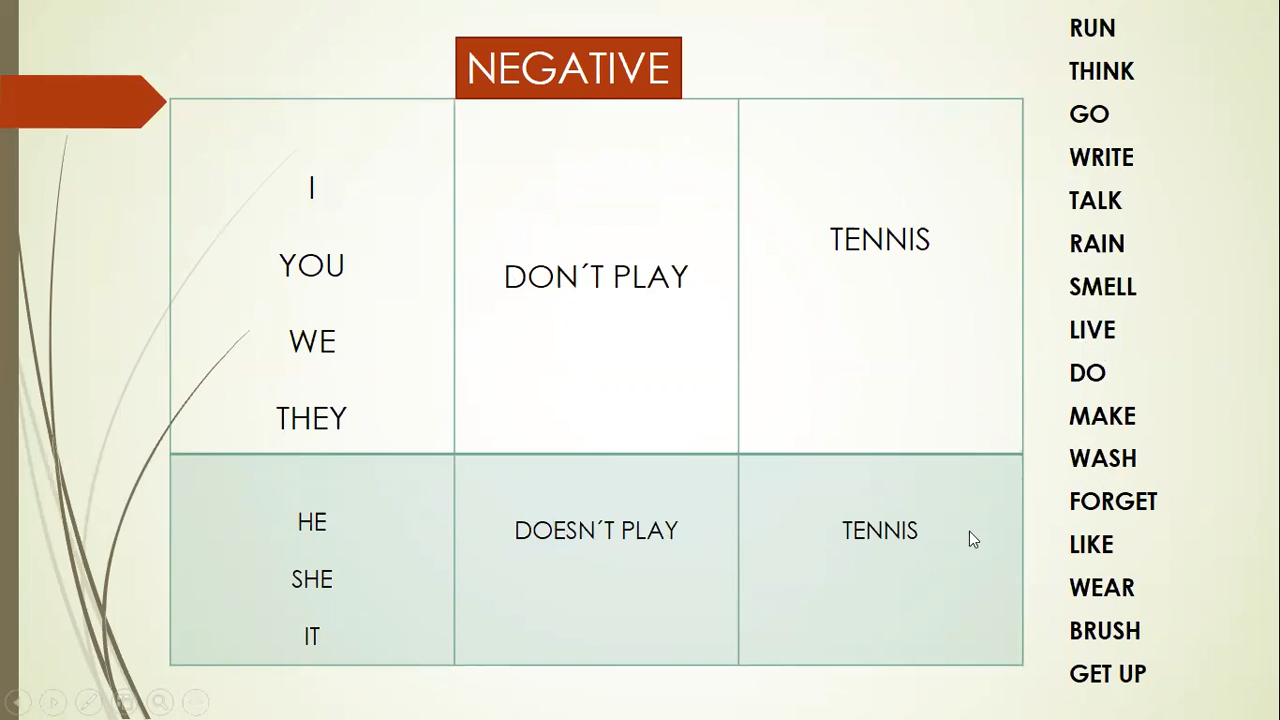 NEGATIVE
I
YOU
WE
THEY
DON´T PLAY
TENNIS
HE
SHE
IT
DOESN´T PLAY
TENNIS
RUN
THINK
GO
WRITE
TALK
RAIN
SMELL
LIVE
DO
MAKE
WASH
FORGET
LIKE
WEAR
BRUSH
GET UP